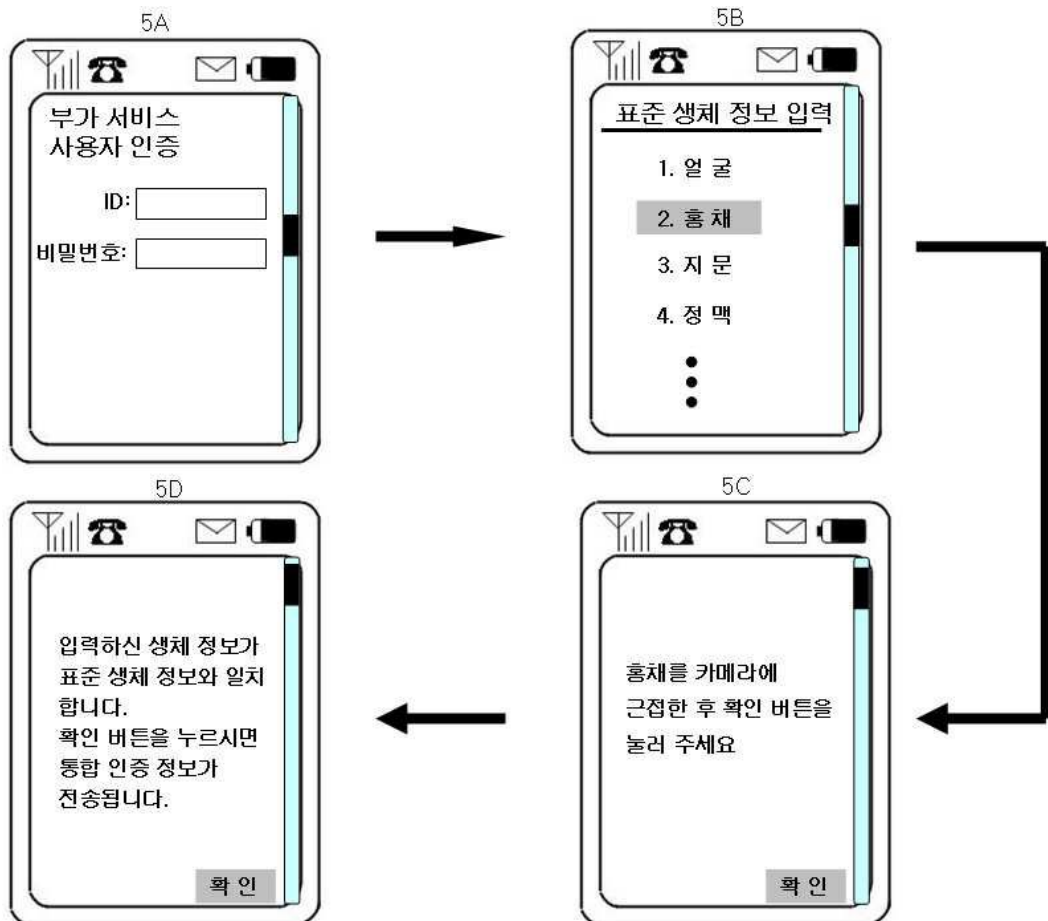 5A
부가 서비스
사용자 인증
ID:
비밀번호:
5B
표준 생체 정보 입력
1. 얼 굴
2. 홍 채
3. 지 문
4. 정 맥
5C
홍채를 카메라에
근접한 후 확인 버튼을
눌러 주세요
확 인
5D
입력하신 생체 정보가
표준 생체 정보와 일치
합니다.
확인 버튼을 누르시면
통합 인증 정보가
전송됩니다.
확 인